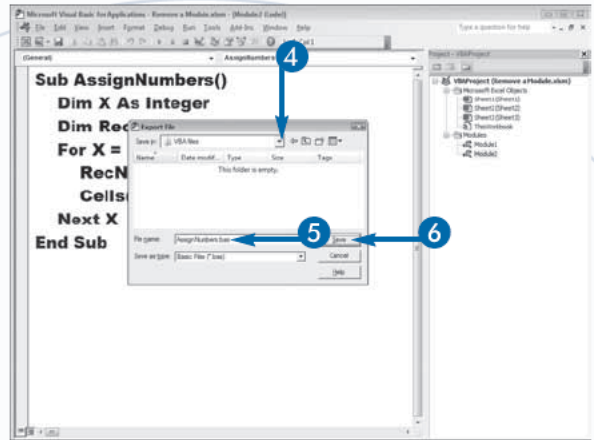 Microsoft Visual Basic for Applications - Remove a Module.xlsm - [Module2 (Code)]
File Edit View Insert Format Debug Run Tools Add-Ins Window Help
Type a question for help
(General)
AssignNumbers
4
Sub AssignNumbers()
Dim X As Integer
Dim Rec
For X =
RecN
Cells(
Next X
End Sub
Export File
Save in: VBA files
Name Date modif... Type Size Tags
This folder is empty.
File name: AssignNumbers.bas
5
Save
6
Save as type: Basic Files (*.bas)
Cancel
Help
Project - VBAProject
VBAProject (Remove a Module.xlsm)
Microsoft Excel Objects
Sheet1 (Sheet1)
Sheet2 (Sheet2)
Sheet3 (Sheet3)
ThisWorkbook
Modules
Module1
Module2